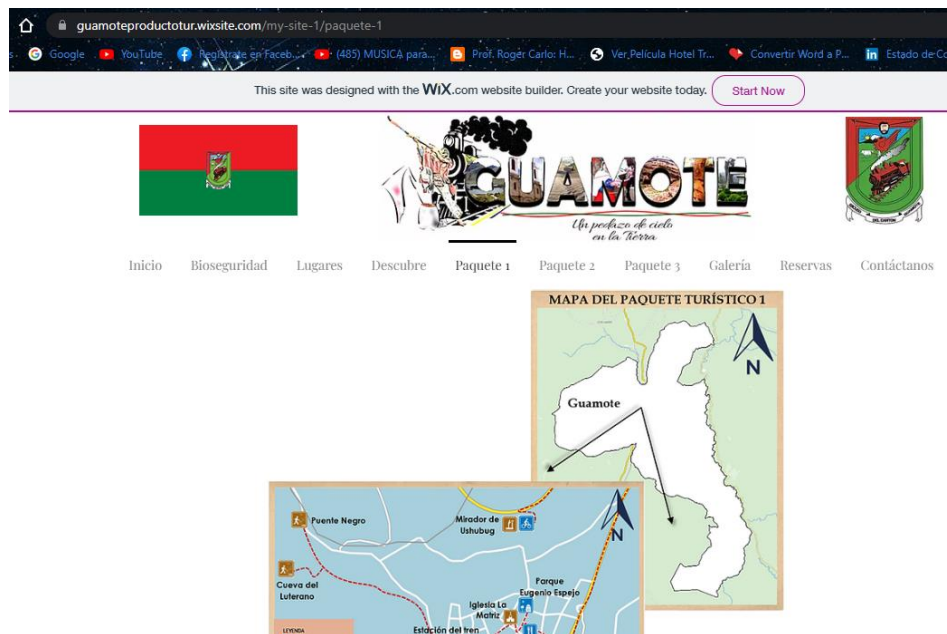 guamoteproductotur.wixsite.com/my-site-1/paquete-1
s. Google YouTube Regístrate en Faceb... (485) MUSICA para... Prof. Roger Carlo: H... Ver Película Hotel Tr... Convertir Word a P... Estado de Co
This site was designed with the WiX.com website builder. Create your website today. Start Now
GUAMOTE
Un pedazo de cielo
en la Tierra
Inicio Bioseguridad Lugares Descubre Paquete 1 Paquete 2 Paquete 3 Galería Reservas Contáctanos
MAPA DEL PAQUETE TURÍSTICO 1
N
Guamote
N
Puente Negro
Mirador de
Ushubug
Cueva del
Luterano
Parque
Eugenio Espejo
Iglesia La
Matriz
LEYENDA
Estación del tren